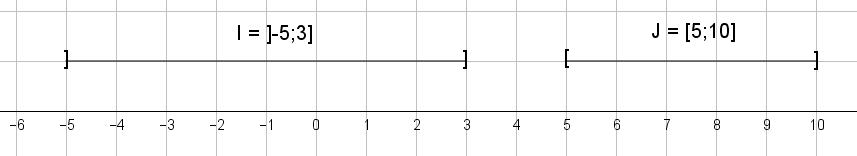 I = ]-5;3]
J = [5;10]
−6 −5 −4 −3 −2 −1 0 1 2 3 4 5 6 7 8 9 10